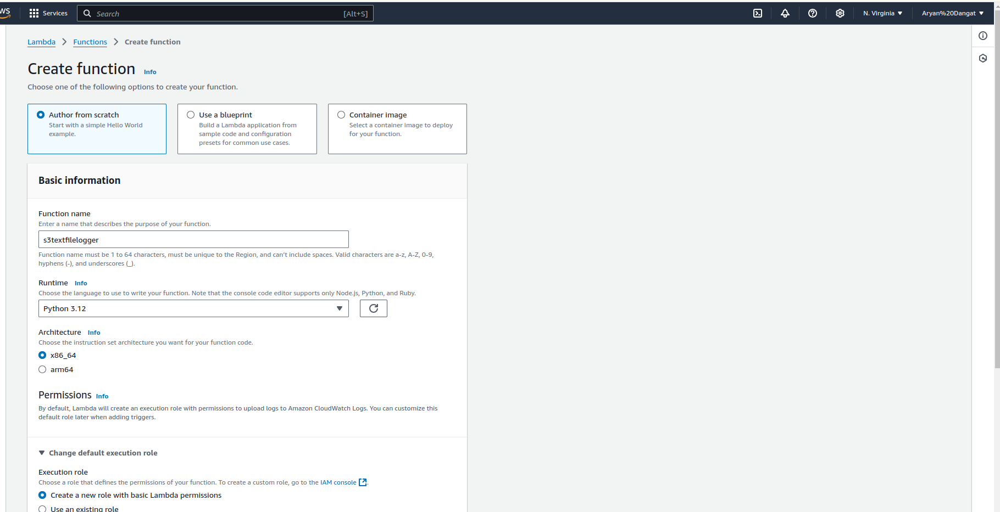 WS
Services
Search
[Alt+S]
N. Virginia
Aryan%20Dangat
Lambda
Functions
Create function
Create function
Info
Choose one of the following options to create your function.
Author from scratch
Start with a simple Hello World
example.
Use a blueprint
Build a Lambda application from
sample code and configuration
presets for common use cases.
Container image
Select a container image to deploy
for your function.
Basic information
Function name
Enter a name that describes the purpose of your function.
s3textfilelogger
Function name must be 1 to 64 characters, must be unique to the Region, and can't include spaces. Valid characters are a-z, A-Z, 0-9,
hyphens (-), and underscores (_).
Runtime Info
Choose the language to use to write your function. Note that the console code editor supports only Node.js, Python, and Ruby.
Python 3.12
Architecture Info
Choose the instruction set architecture you want for your function code.
x86_64
arm64
Permissions Info
By default, Lambda will create an execution role with permissions to upload logs to Amazon CloudWatch Logs. You can customize this
default role later when adding triggers.
Change default execution role
Execution role
Choose a role that defines the permissions of your function. To create a custom role, go to the IAM console.
Create a new role with basic Lambda permissions
Use an existing role